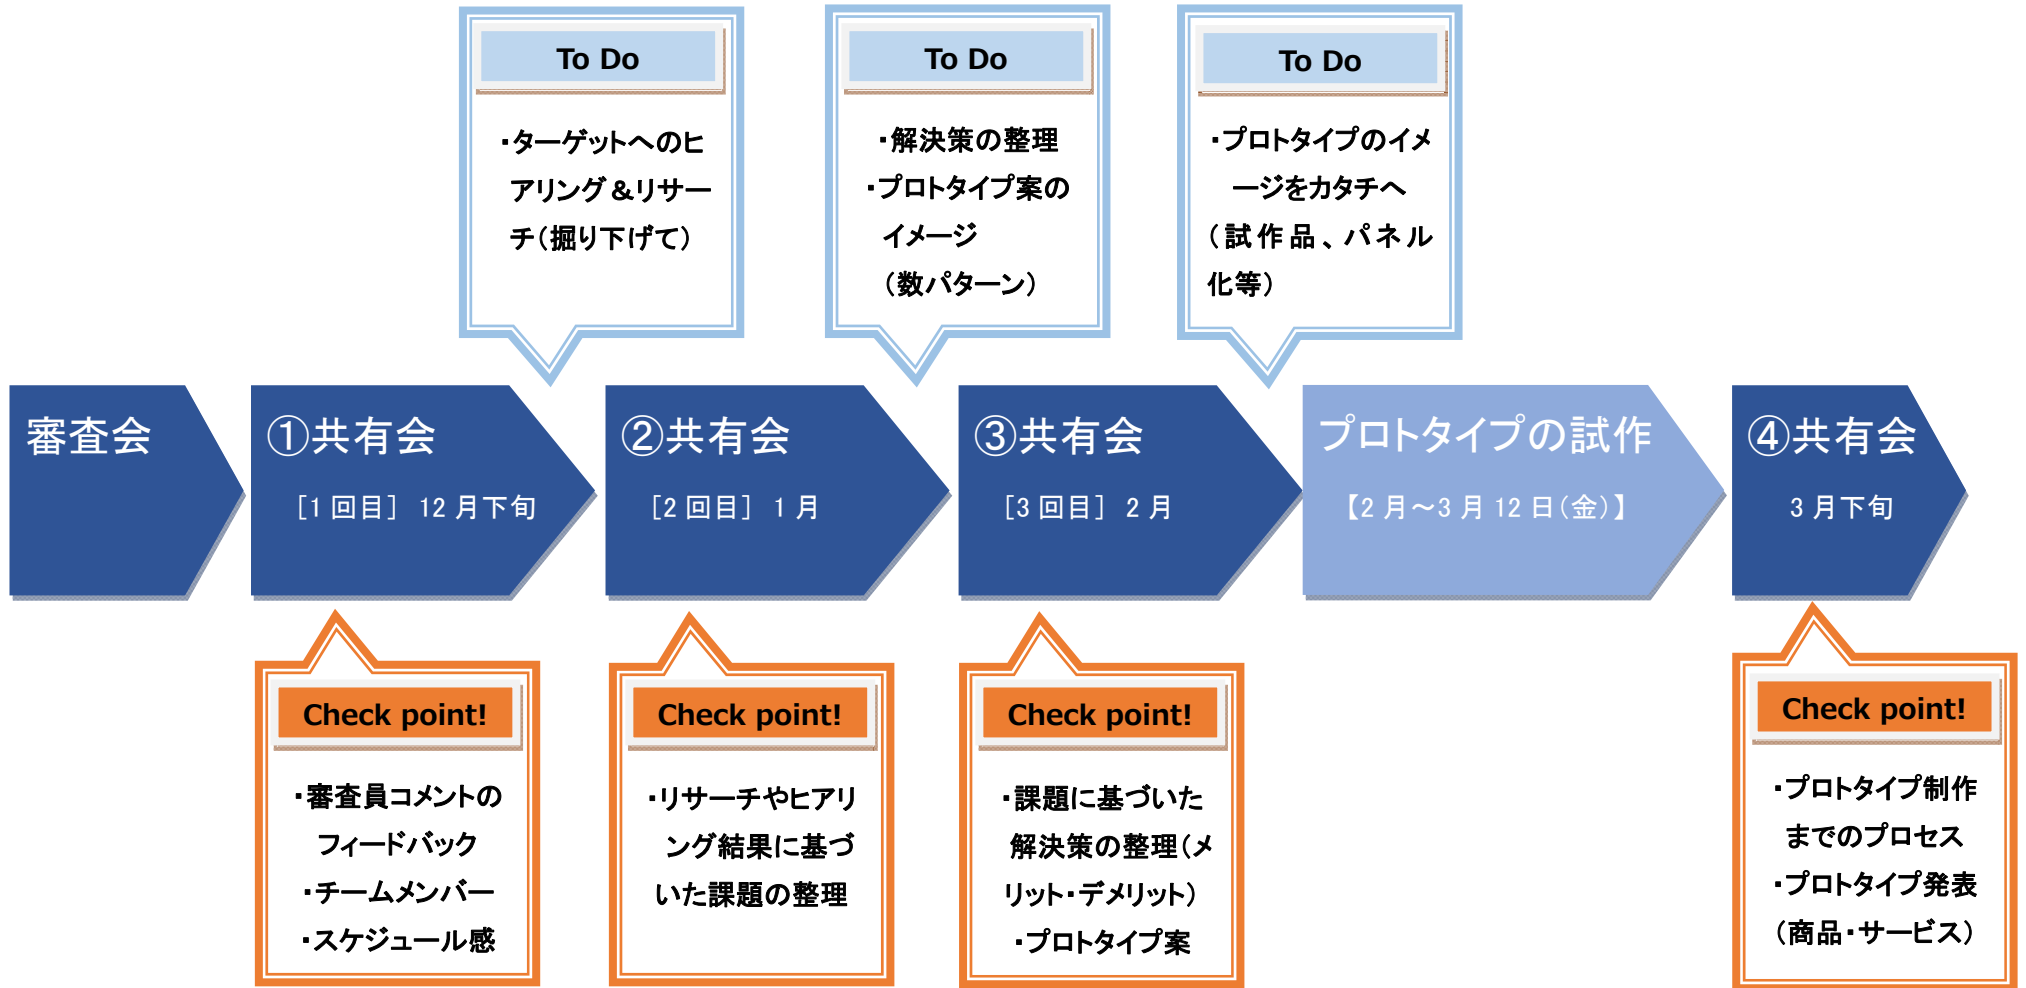 To Do
・ターゲットへのヒ
アリング＆リサー
チ（掘り下げて）
To Do
・解決策の整理
・プロトタイプ案の
イメージ
（数パターン）
To Do
・プロトタイプのイメ
ージをカタチへ
（試作品、パネル
化等）
審査会
①共有会
［1回目］ 12月下旬
②共有会
［2回目］ 1月
③共有会
［3回目］ 2月
プロトタイプの試作
【2月～3月12日（金）】
④共有会
3月下旬
Check point!
・審査員コメントの
フィードバック
・チームメンバー
・スケジュール感
Check point!
・リサーチやヒアリ
ング結果に基づ
いた課題の整理
Check point!
・課題に基づいた
解決策の整理（メ
リット・デメリット）
・プロトタイプ案
Check point!
・プロトタイプ制作
までのプロセス
・プロトタイプ発表
（商品・サービス）